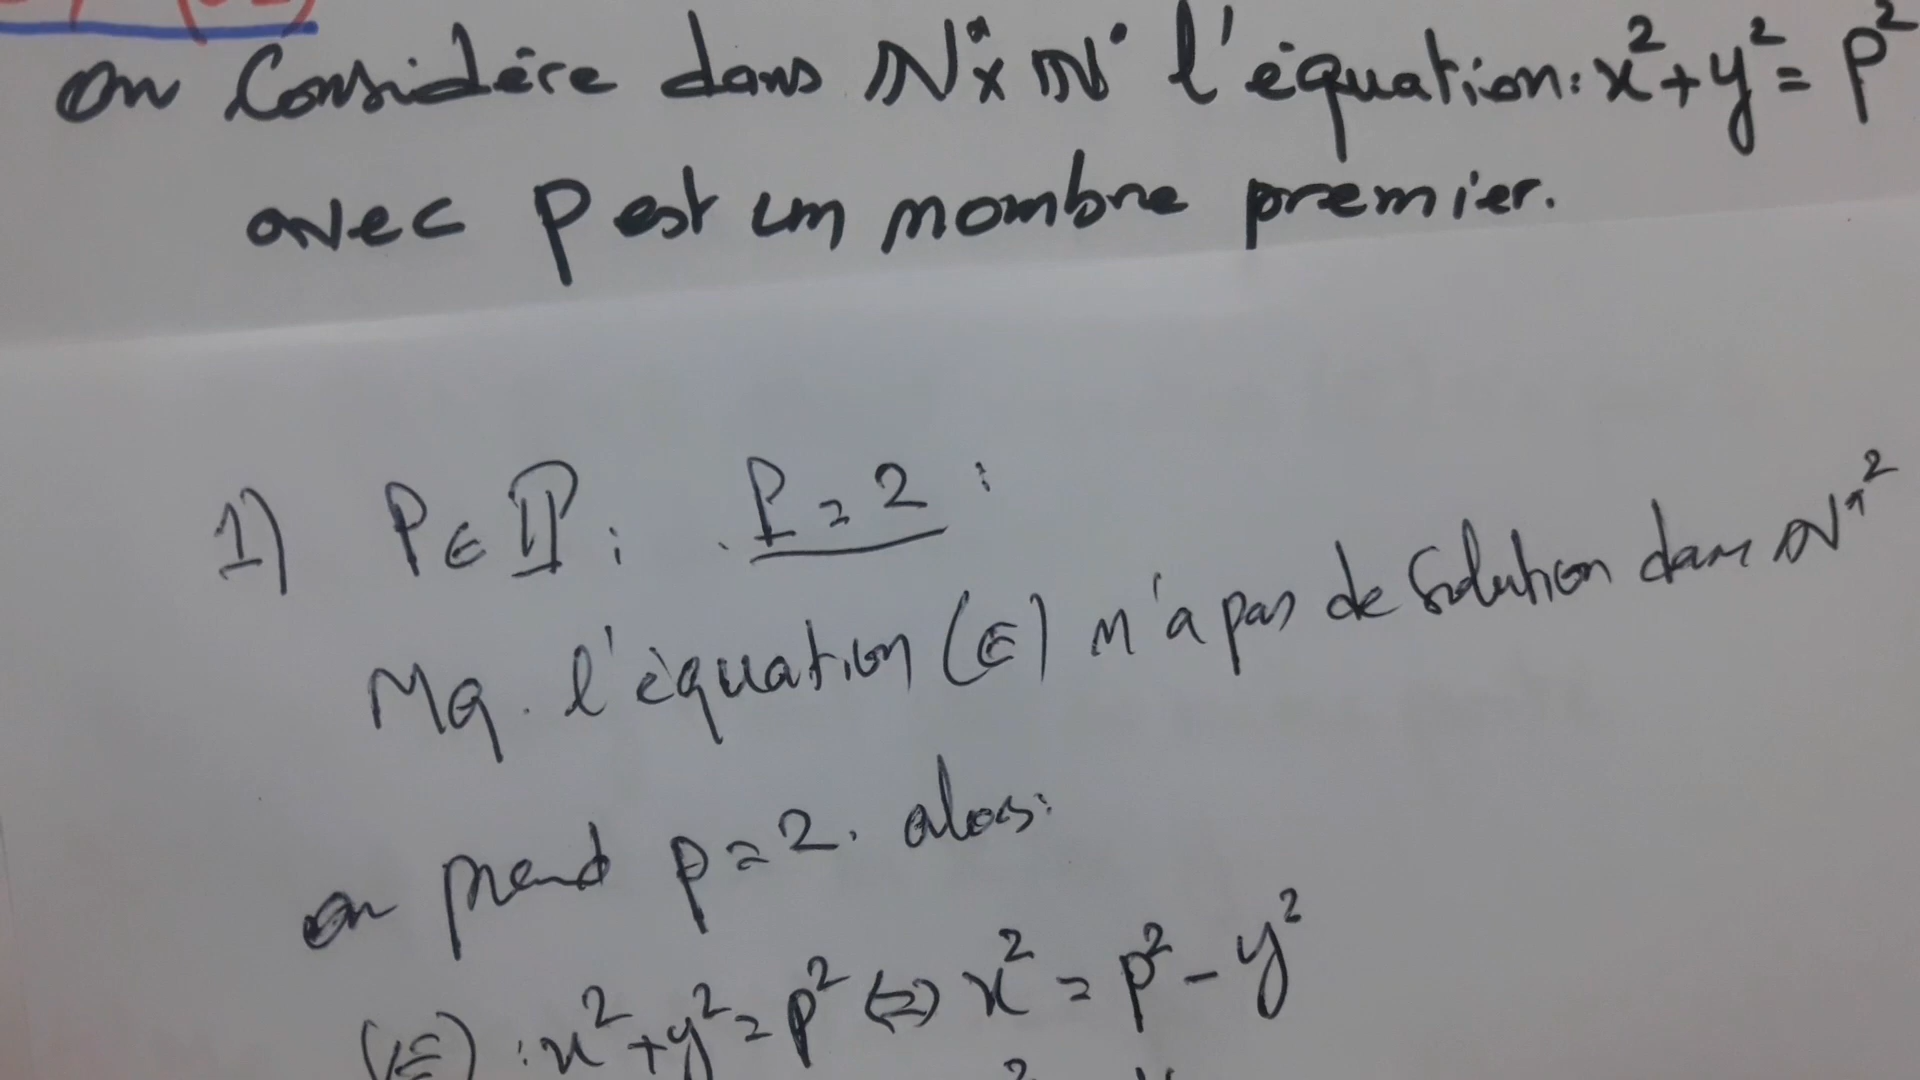 on Considère dans ℕ* x ℕ* l'équation: x² + y² = p²
avec p est un nombre premier.
1) P ∈ ℙ ; . P = 2 :
Mq. l'équation (E) n'a pas de solution dans ℕ*²
on prend p = 2. alors:
(E) : x² + y² = p² ⇔ x² = p² - y²